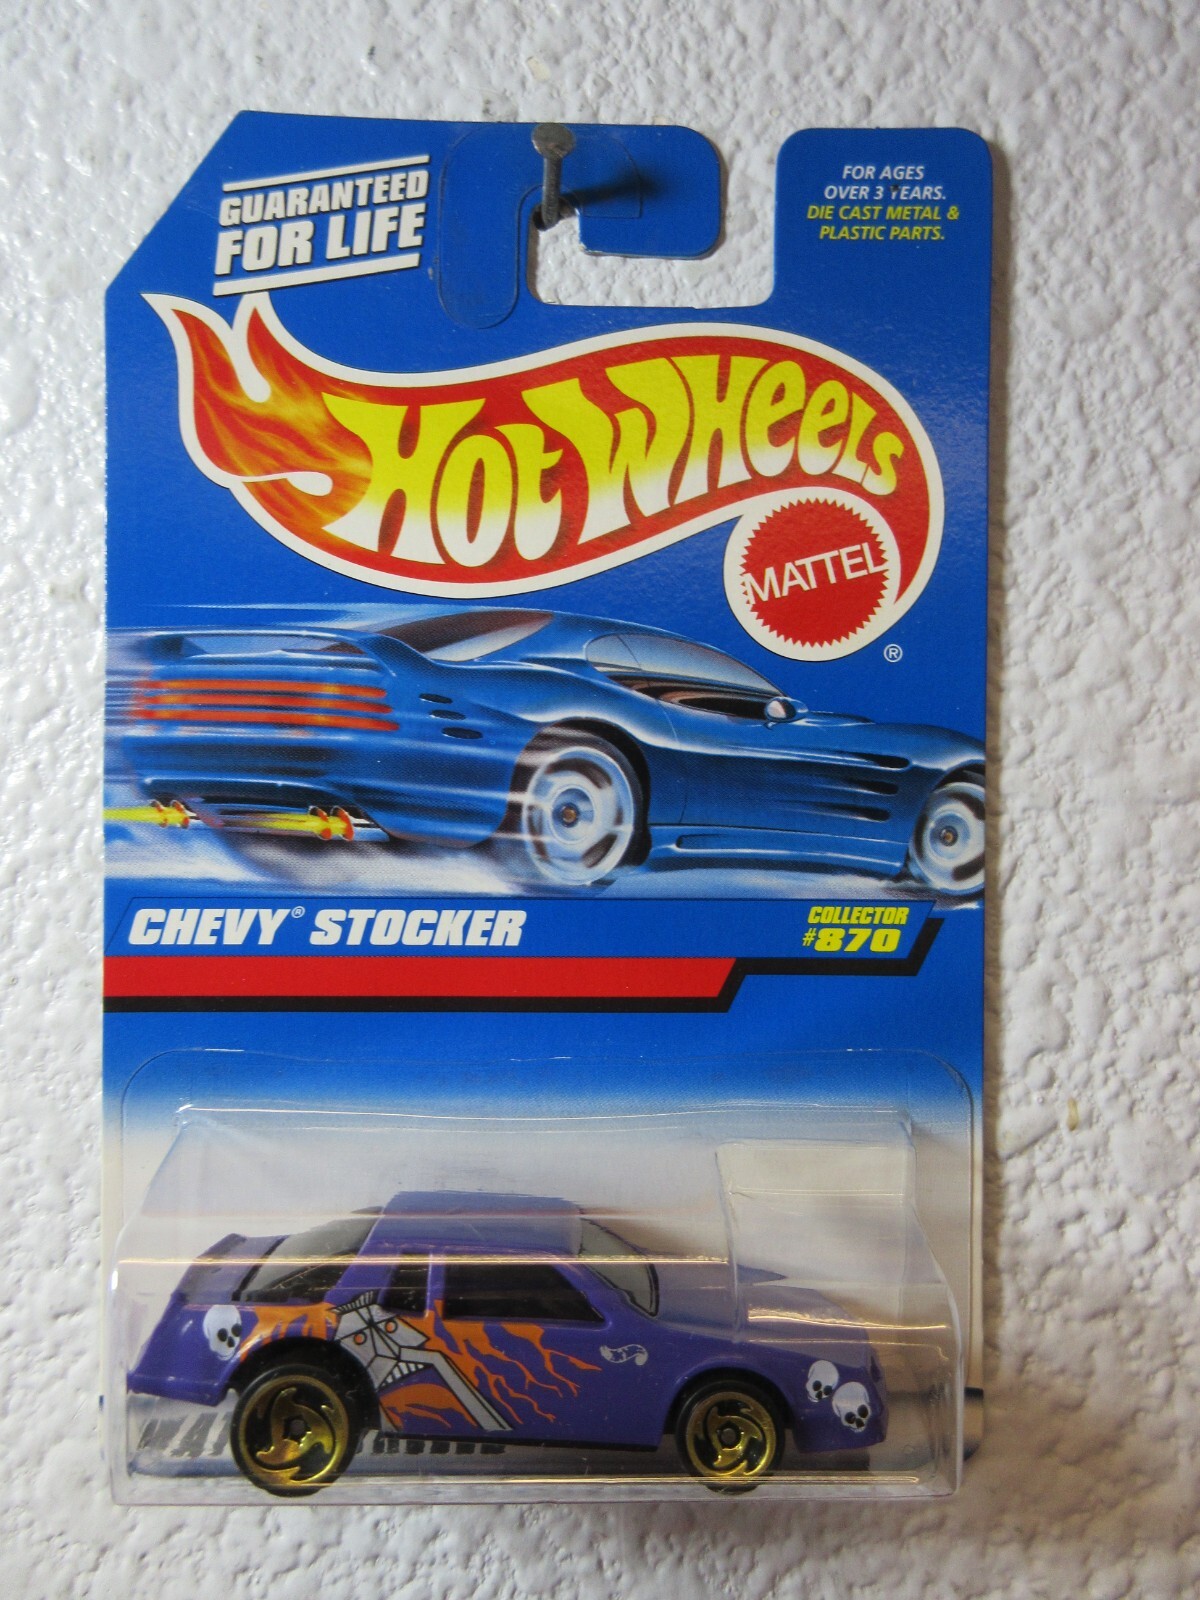 GUARANTEED
FOR LIFE
FOR AGES
OVER 3 YEARS.
DIE CAST METAL &
PLASTIC PARTS.
HOT WHEELS
MATTEL
®
CHEVY® STOCKER
COLLECTOR
#870